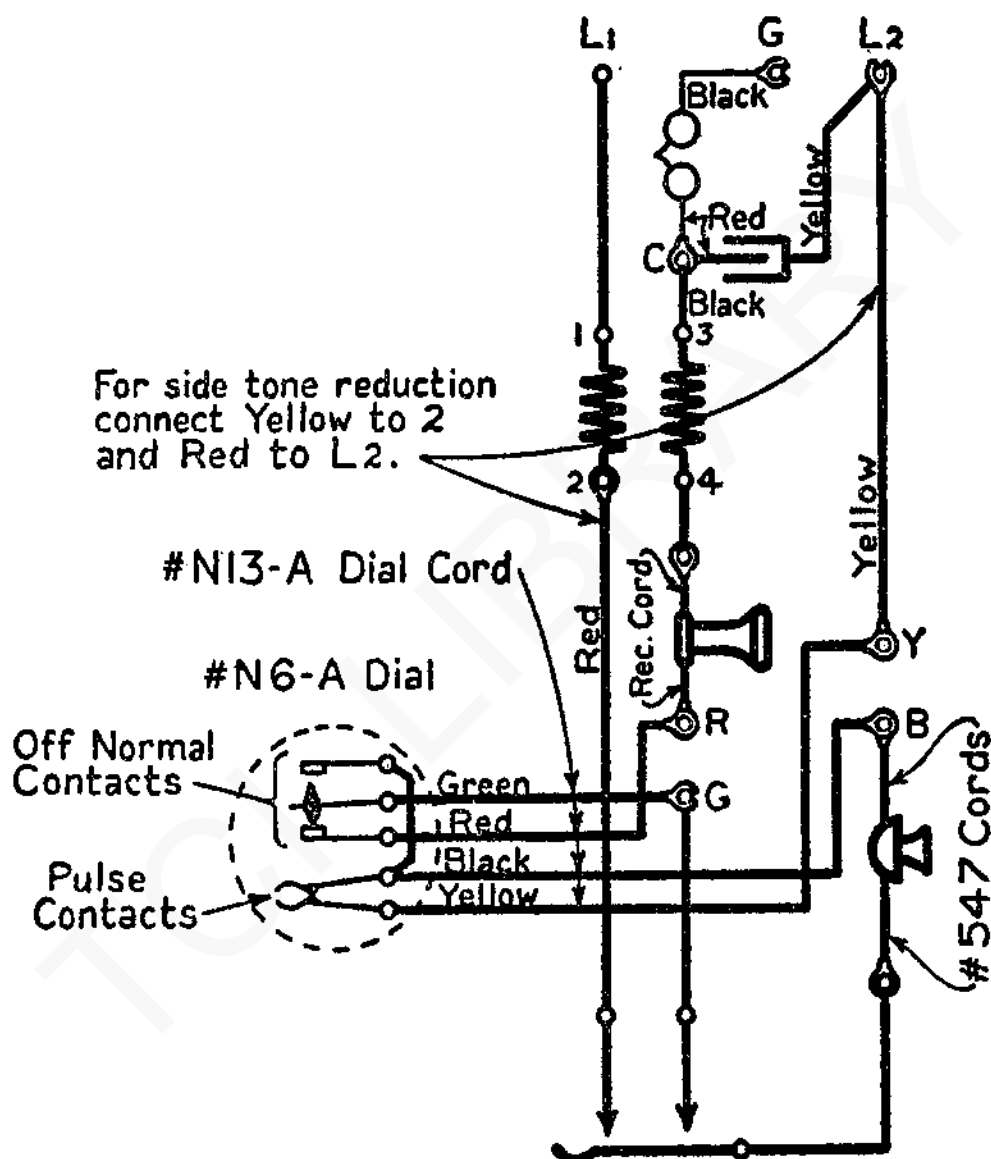 L1
G
L2
Black
Yellow
Red
C
Black
1
3
For side tone reduction
connect Yellow to 2
and Red to L2.
2
4
Yellow
#N13-A Dial Cord
Rec. Cord
Red
Y
#N6-A Dial
R
B
Off Normal
Contacts
Green
G
Red
Black
Pulse
Contacts
Yellow
#547 Cords
TCI LIBRARY